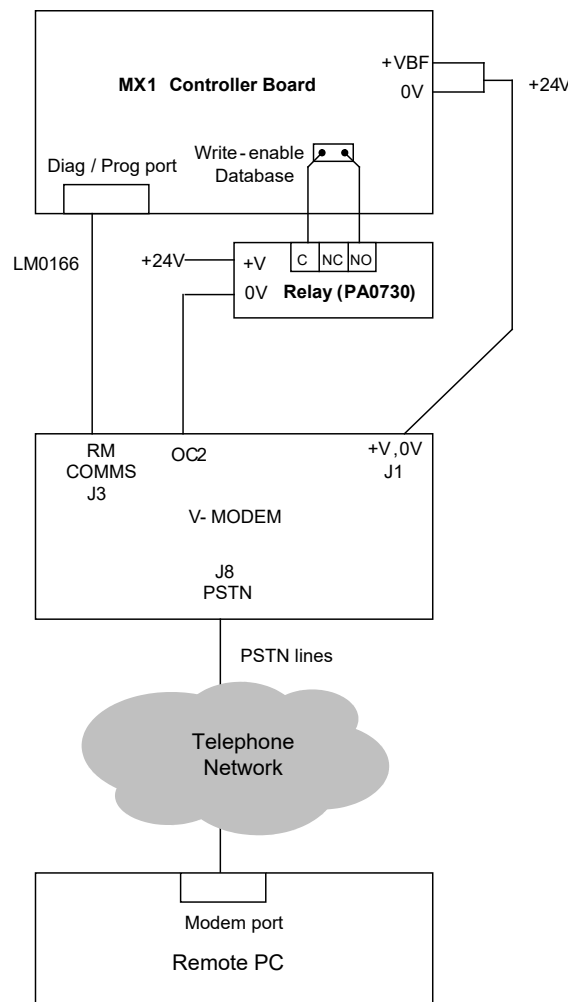 MX1 Controller Board
+VBF
0V
+24V
Write-enable
Database
Diag / Prog port
LM0166
+24V
+V
C
NC
NO
0V
Relay (PA0730)
RM
COMMS
J3
OC2
+V,0V
J1
V- MODEM
J8
PSTN
PSTN lines
Telephone
Network
Modem port
Remote PC